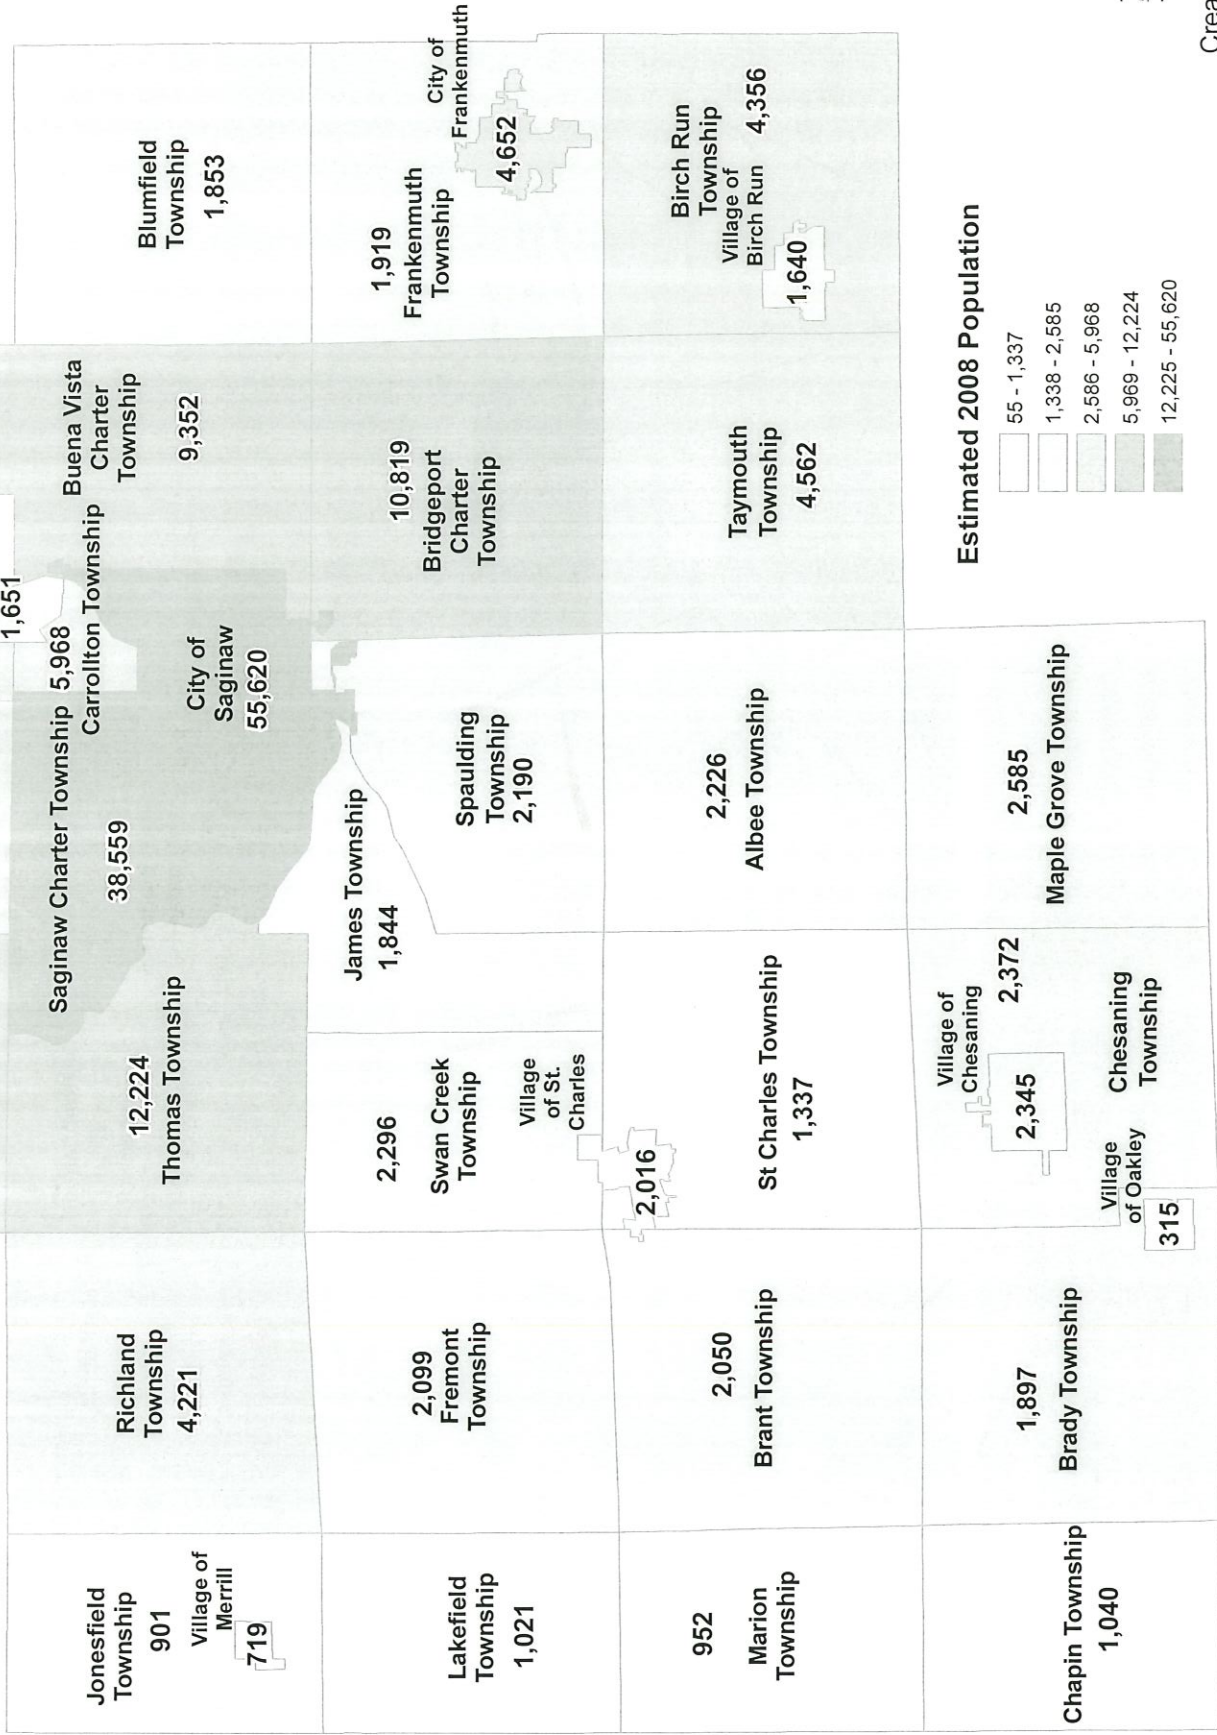 1,651
Saginaw Charter Township
5,968
Carrollton Township
38,559
City of
Saginaw
55,620
Buena Vista
Charter
Township
9,352
Blumfield
Township
1,853
12,224
Thomas Township
Richland
Township
4,221
Jonesfield
Township
901
Village of
Merrill
719
Lakefield
Township
1,021
2,099
Fremont
Township
2,296
Swan Creek
Township
Village
of St.
Charles
2,016
James Township
1,844
Spaulding
Township
2,190
10,819
Bridgeport
Charter
Township
1,919
Frankenmuth
Township
City of
Frankenmuth
4,652
Birch Run
Township
4,356
Village of
Birch Run
1,640
Taymouth
Township
4,562
2,226
Albee Township
St Charles Township
1,337
2,050
Brant Township
952
Marion
Township
Chapin Township
1,040
1,897
Brady Township
Village
of Oakley
315
Village of
Chesaning
2,345
2,372
Chesaning
Township
2,585
Maple Grove Township
Estimated 2008 Population
55 - 1,337
1,338 - 2,585
2,586 - 5,968
5,969 - 12,224
12,225 - 55,620